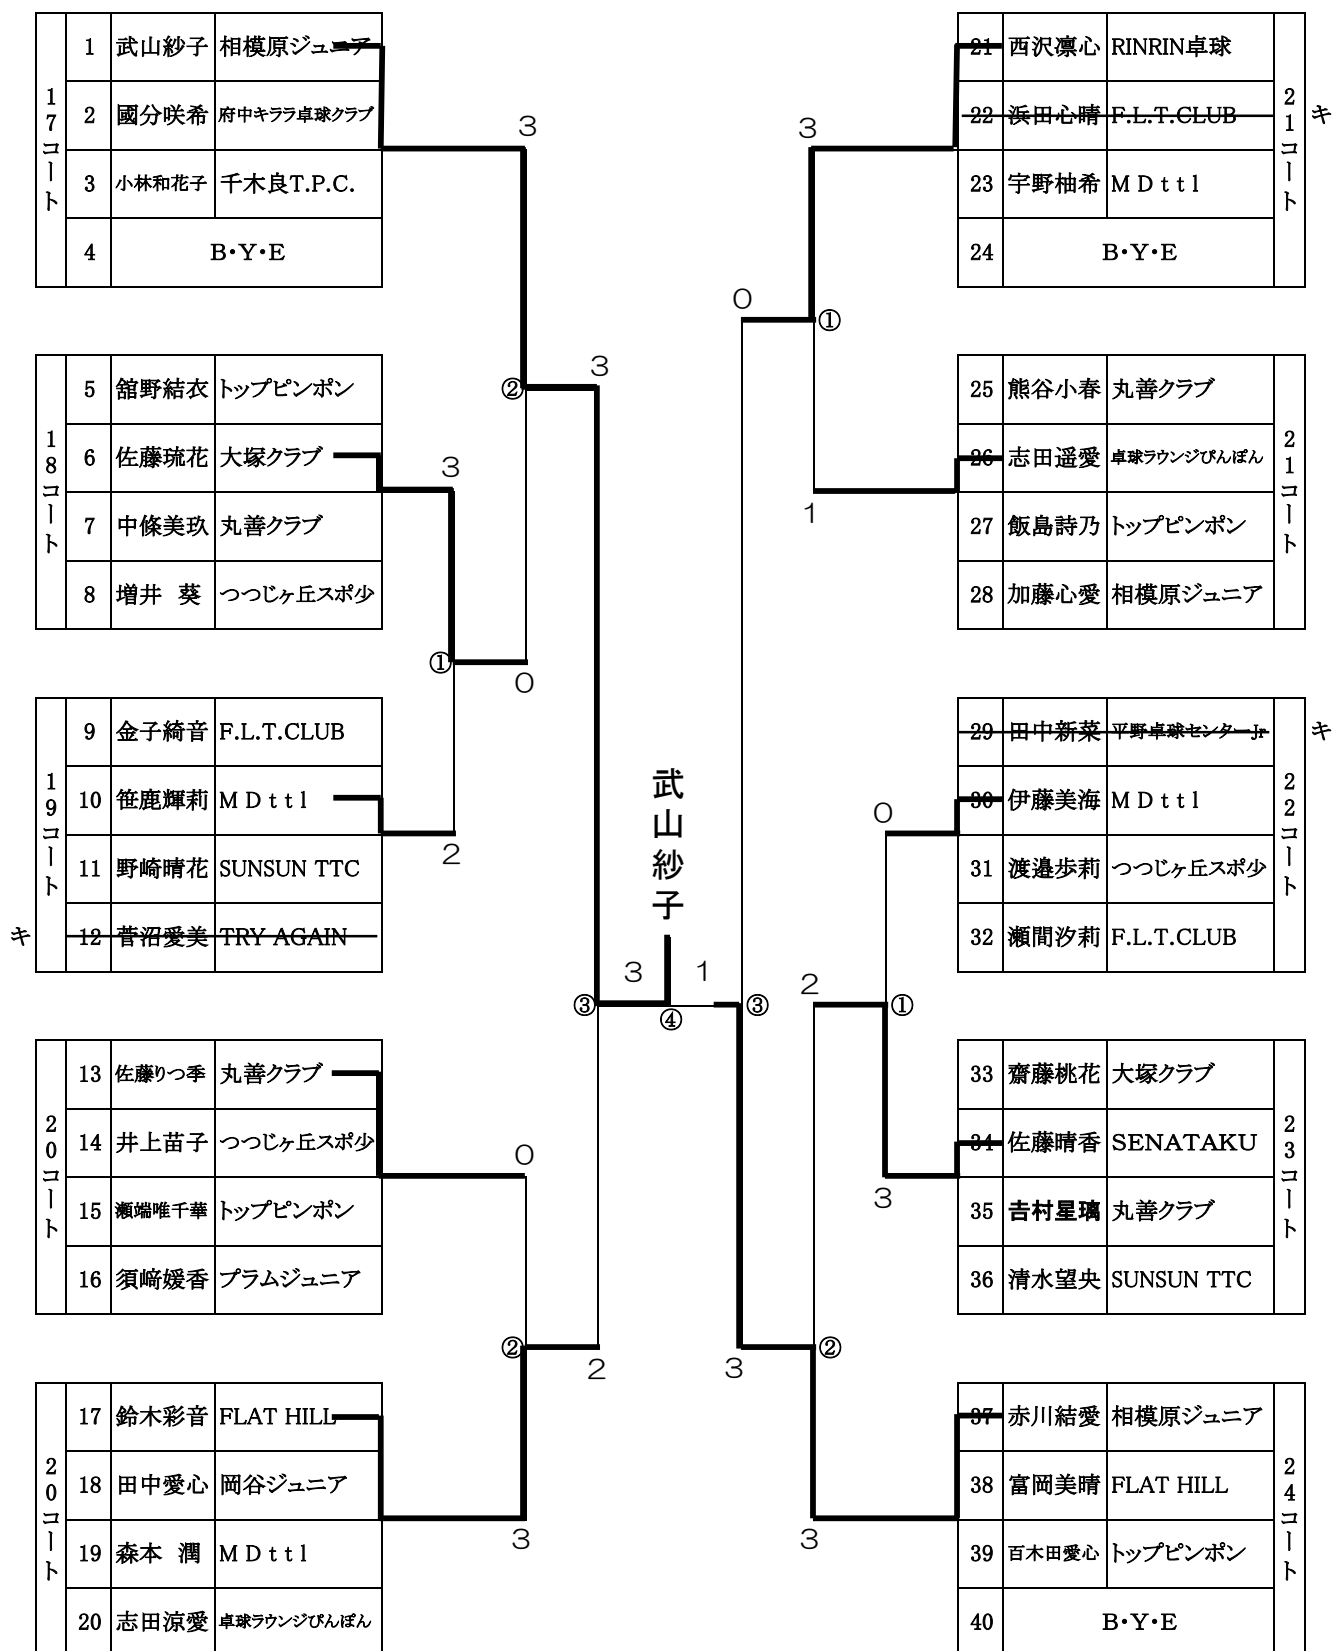 17コート
1 武山紗子 相模原ジュニア
2 國分咲希 府中キララ卓球クラブ
3 小林和花子 千木良T.P.C.
4 B・Y・E
18コート
5 舘野結衣 トップピンポン
6 佐藤琉花 大塚クラブ
7 中條美玖 丸善クラブ
8 増井 葵 つつじヶ丘スポ少
19コート
9 金子綺音 F.L.T.CLUB
10 笹鹿輝莉 MDttl
11 野崎晴花 SUNSUN TTC
キ 12 菅沼愛美 TRY AGAIN
20コート
13 佐藤りつ季 丸善クラブ
14 井上苗子 つつじヶ丘スポ少
15 瀬端唯千華 トップピンポン
16 須﨑媛香 プラムジュニア
20コート
17 鈴木彩音 FLAT HILL
18 田中愛心 岡谷ジュニア
19 森本 潤 MDttl
20 志田涼愛 卓球ラウンジぴんぽん
3
②
3
3
①
0
2
0
②
2
3
武山紗子
③
3
④
1
③
0
3
①
1
0
2
①
3
②
3
3
21コート
21 西沢凛心 RINRIN卓球
22 浜田心晴 F.L.T.CLUB キ
23 宇野柚希 MDttl
24 B・Y・E
21コート
25 熊谷小春 丸善クラブ
26 志田遥愛 卓球ラウンジぴんぽん
27 飯島詩乃 トップピンポン
28 加藤心愛 相模原ジュニア
22コート
29 田中新菜 平野卓球センターJr キ
30 伊藤美海 MDttl
31 渡邉歩莉 つつじヶ丘スポ少
32 瀬間汐莉 F.L.T.CLUB
23コート
33 齋藤桃花 大塚クラブ
34 佐藤晴香 SENATAKU
35 𠮷村星璃 丸善クラブ
36 清水望央 SUNSUN TTC
24コート
37 赤川結愛 相模原ジュニア
38 富岡美晴 FLAT HILL
39 百木田愛心 トップピンポン
40 B・Y・E